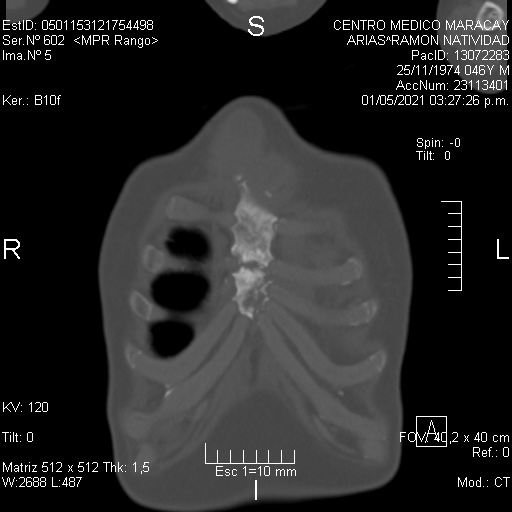 EstID: 0501153121754498
Ser.Nº 602 <MPR Rango>
Ima.Nº 5
Ker.: B10f
S
CENTRO MEDICO MARACAY
ARIAS^RAMON NATIVIDAD
PacID: 13072283
25/11/1974 046Y M
AccNum: 23113401
01/05/2021 03:27:26 p.m.
Spin: -0
Tilt: 0
R
L
KV: 120
Tilt: 0
Matriz 512 x 512 Thk: 1,5
W:2688 L:487
Esc 1=10 mm
I
A
FOV 40,2 x 40 cm
Ref.: 0
Mod.: CT